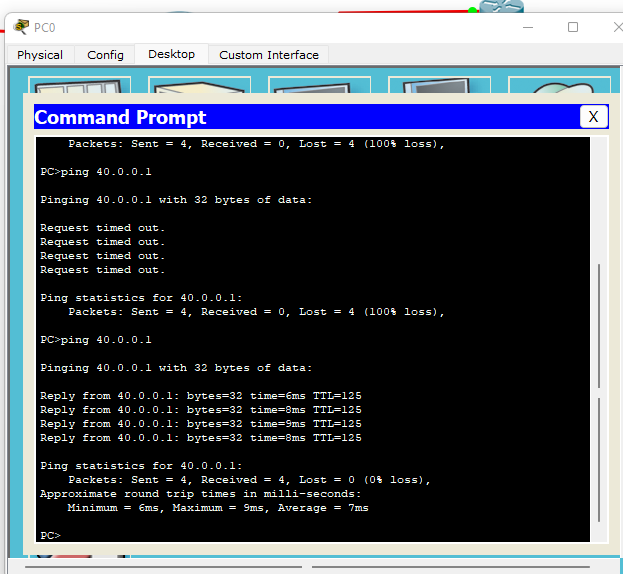 PC0
Physical Config Desktop Custom Interface
Command Prompt X
Packets: Sent = 4, Received = 0, Lost = 4 (100% loss),
PC>ping 40.0.0.1
Pinging 40.0.0.1 with 32 bytes of data:
Request timed out.
Request timed out.
Request timed out.
Request timed out.
Ping statistics for 40.0.0.1:
Packets: Sent = 4, Received = 0, Lost = 4 (100% loss),
PC>ping 40.0.0.1
Pinging 40.0.0.1 with 32 bytes of data:
Reply from 40.0.0.1: bytes=32 time=6ms TTL=125
Reply from 40.0.0.1: bytes=32 time=8ms TTL=125
Reply from 40.0.0.1: bytes=32 time=9ms TTL=125
Reply from 40.0.0.1: bytes=32 time=8ms TTL=125
Ping statistics for 40.0.0.1:
Packets: Sent = 4, Received = 4, Lost = 0 (0% loss),
Approximate round trip times in milli-seconds:
Minimum = 6ms, Maximum = 9ms, Average = 7ms
PC>